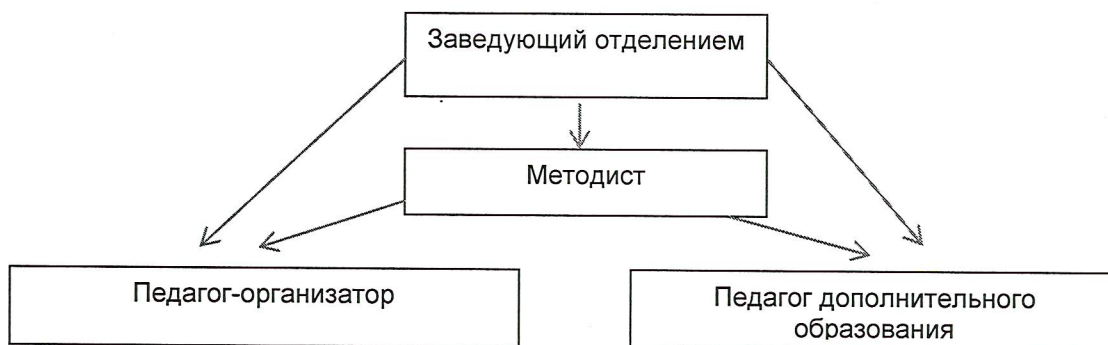 Заведующий отделением
Методист
Педагог-организатор
Педагог дополнительного
образования